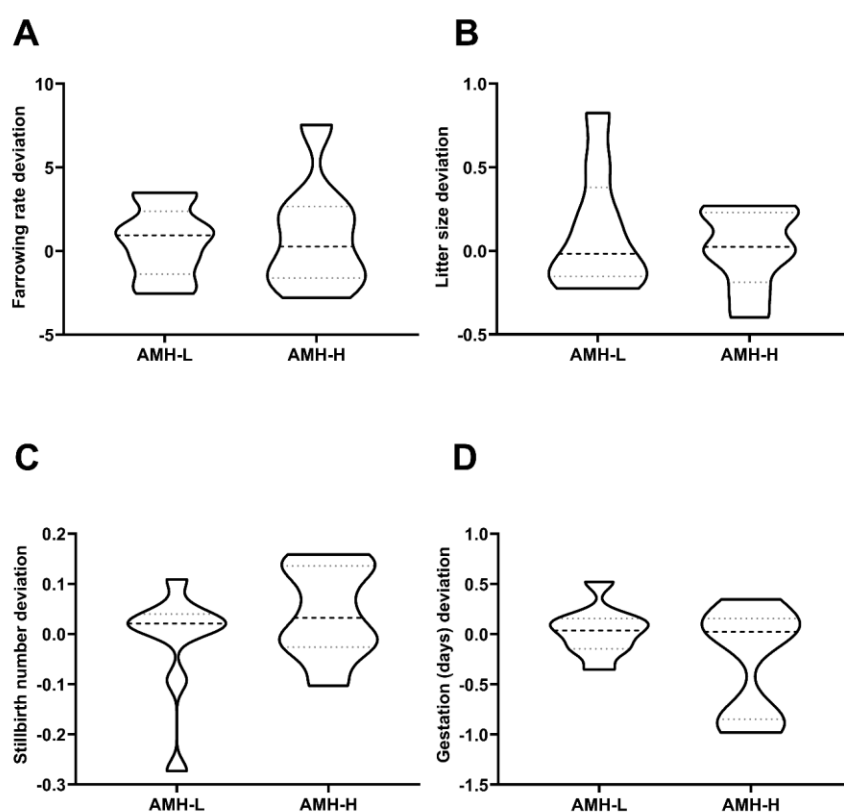 A
Farrowing rate deviation
10
5
0
-5
AMH-L AMH-H
B
Litter size deviation
1.0
0.5
0.0
-0.5
AMH-L AMH-H
C
Stillbirth number deviation
0.2
0.1
0.0
-0.1
-0.2
-0.3
AMH-L AMH-H
D
Gestation (days) deviation
1.0
0.5
0.0
-0.5
-1.0
-1.5
AMH-L AMH-H